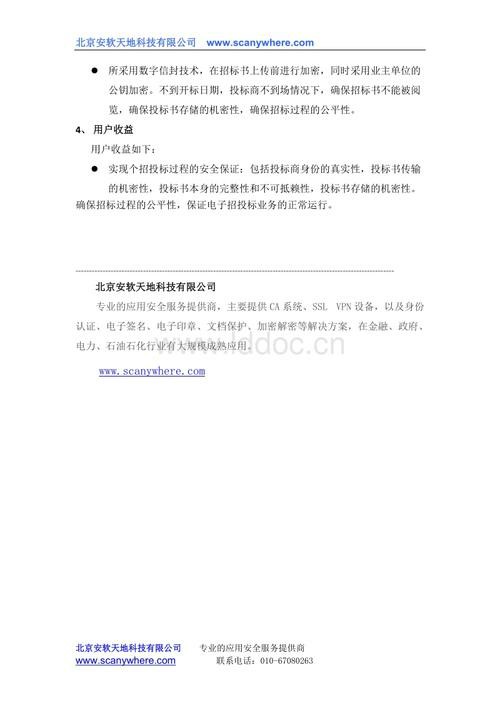 北京安软天地科技有限公司 www.scanywhere.com
● 所采用数字信封技术，在招标书上传前进行加密，同时采用业主单位的
公钥加密。不到开标日期，投标商不到场情况下，确保招标书不能被阅
览，确保投标书存储的机密性，确保招标过程的公平性。
4、 用户收益
用户收益如下：
● 实现个招投标过程的安全保证：包括投标商身份的真实性，投标书传输
的机密性，投标书本身的完整性和不可抵赖性，投标书存储的机密性。
确保招标过程的公平性，保证电子招投标业务的正常运行。
北京安软天地科技有限公司
专业的应用安全服务提供商，主要提供CA系统、SSL VPN设备，以及身份
认证、电子签名、电子印章、文档保护、加密解密等解决方案，在金融、政府、
电力、石油石化行业有大规模成熟应用。
www.scanywhere.com
北京安软天地科技有限公司 专业的应用安全服务提供商
www.scanywhere.com 联系电话：010-67080263